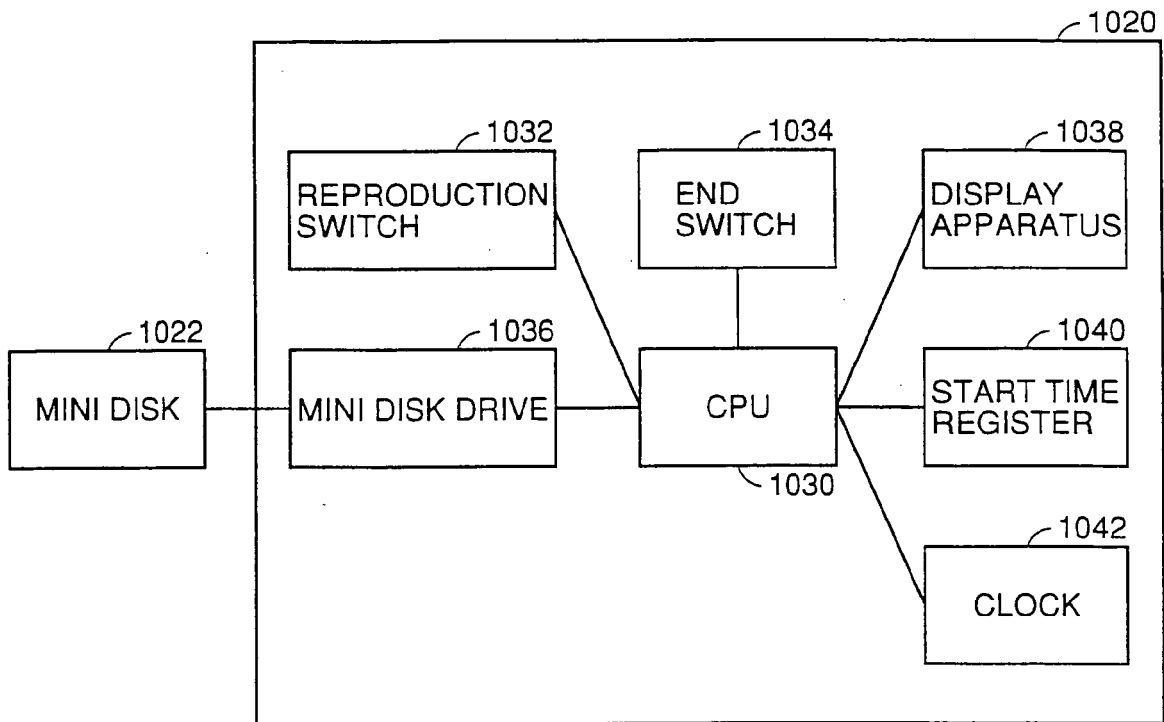 1020
1032
REPRODUCTION
SWITCH
1034
END
SWITCH
1038
DISPLAY
APPARATUS
1022
MINI DISK
1036
MINI DISK DRIVE
CPU
1030
1040
START TIME
REGISTER
1042
CLOCK